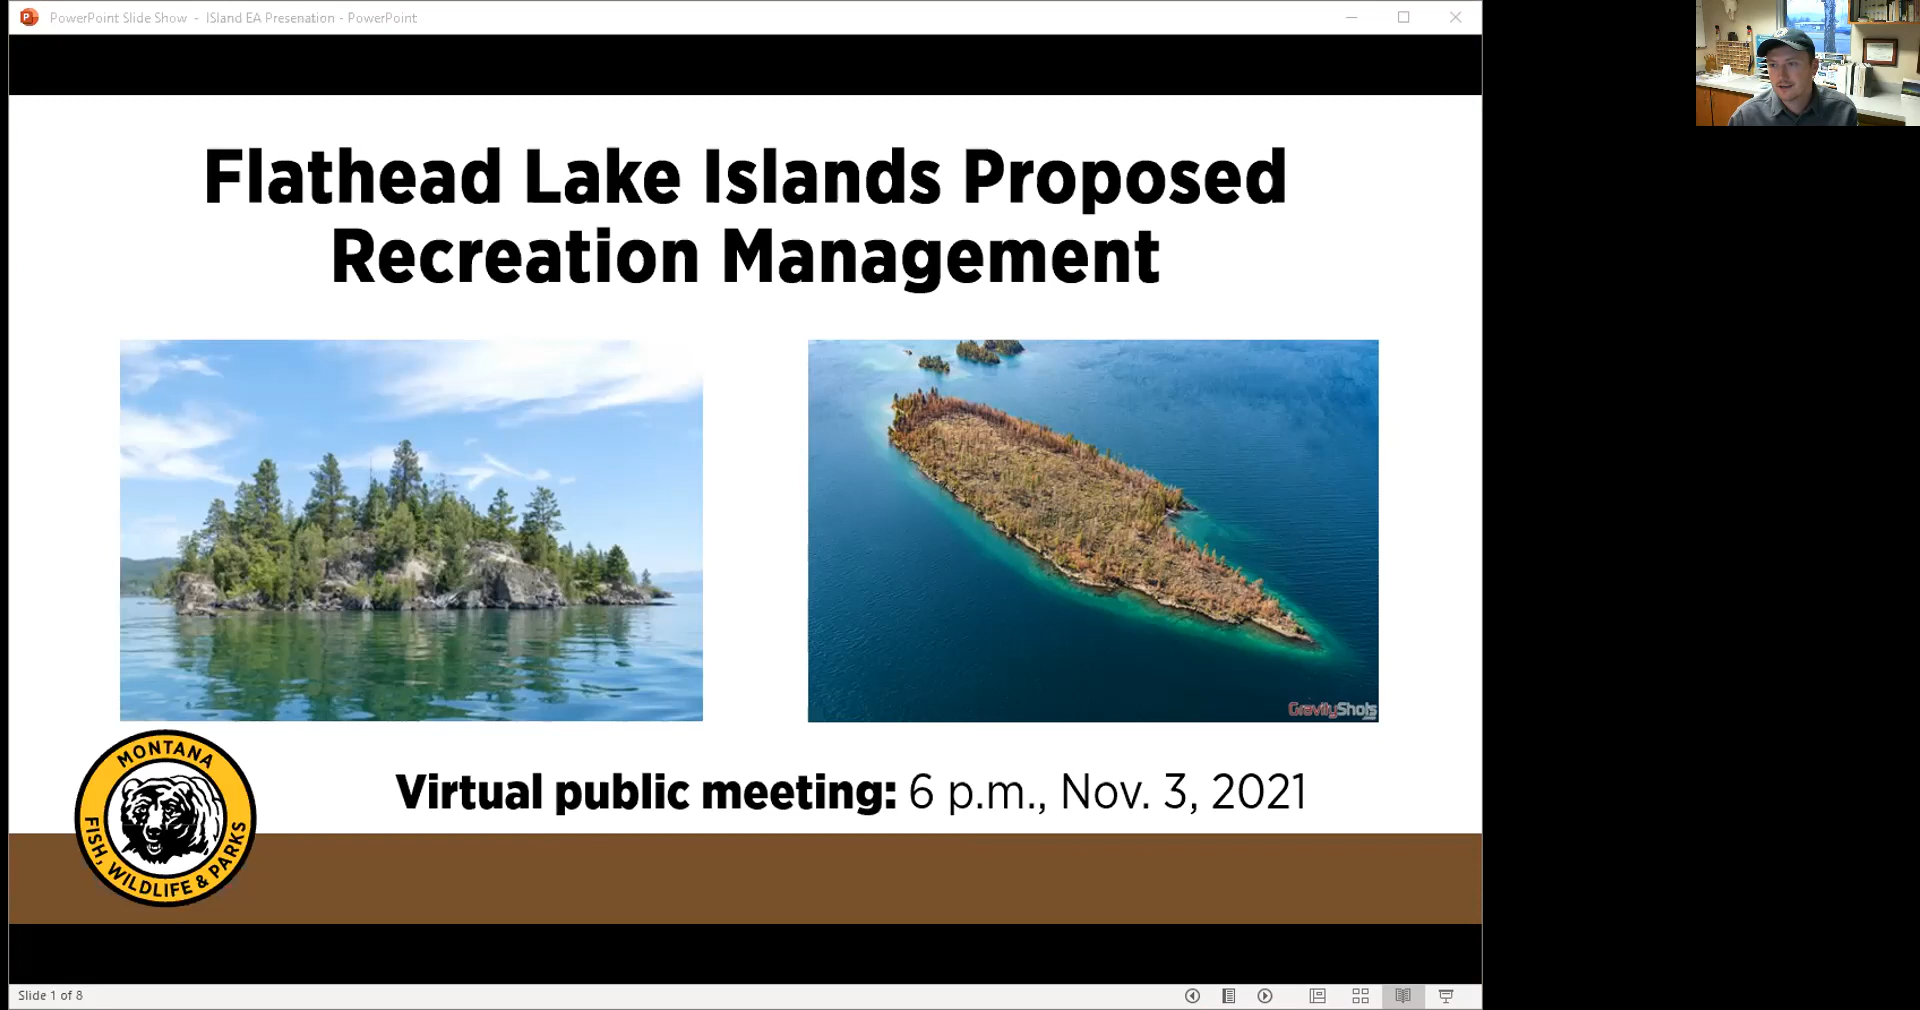 PowerPoint Slide Show - ISland EA Presenation - PowerPoint
Flathead Lake Islands Proposed
Recreation Management
GravityShots
MONTANA
FISH, WILDLIFE & PARKS
Virtual public meeting: 6 p.m., Nov. 3, 2021
Slide 1 of 8